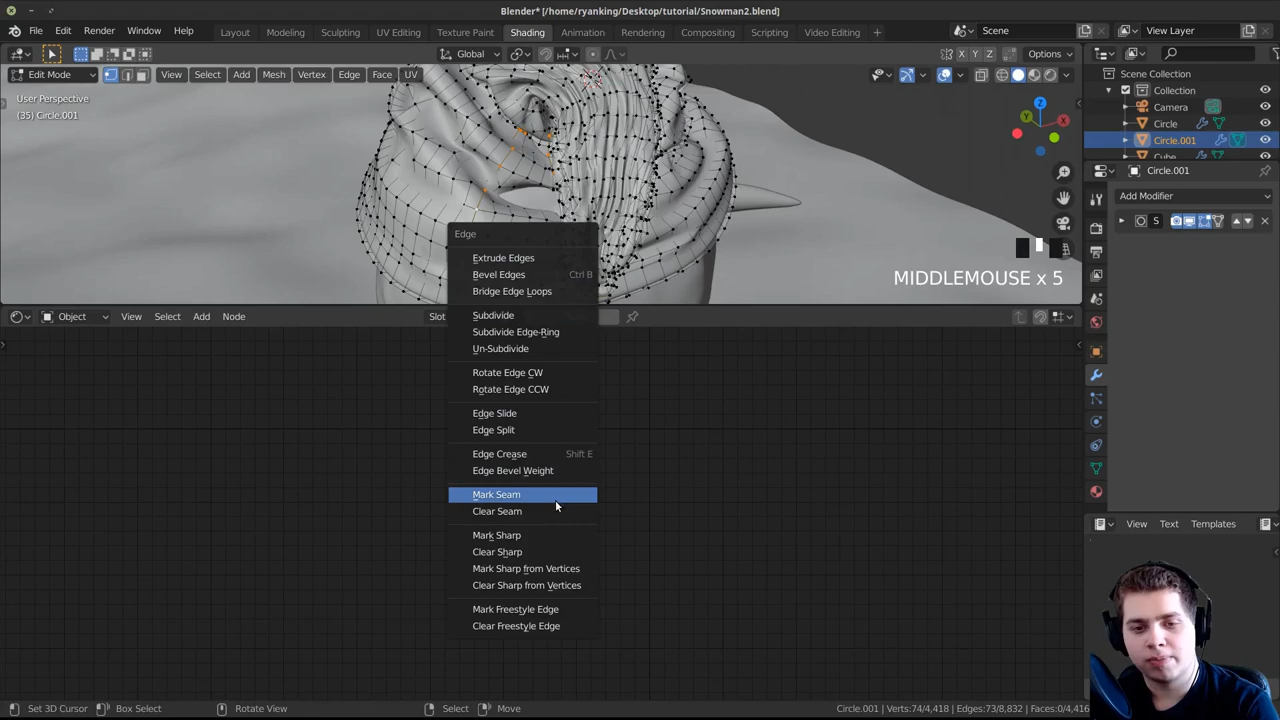 Blender* [/home/ryanking/Desktop/tutorial/Snowman2.blend]
File Edit Render Window Help Layout Modeling Sculpting UV Editing Texture Paint Shading Animation Rendering Compositing Scripting Video Editing Scene View Layer
Global X Y Z Options
Edit Mode View Select Add Mesh Vertex Edge Face UV
User Perspective
(35) Circle.001
Z
Y
X
Scene Collection
Collection
Camera
Circle
Circle.001
Circle.001
Add Modifier
S
MIDDLEMOUSE x 5
Object View Select Add Node Slot
Edge
Extrude Edges
Bevel Edges Ctrl B
Bridge Edge Loops
Subdivide
Subdivide Edge-Ring
Un-Subdivide
Rotate Edge CW
Rotate Edge CCW
Edge Slide
Edge Split
Edge Crease Shift E
Edge Bevel Weight
Mark Seam
Clear Seam
Mark Sharp
Clear Sharp
Mark Sharp from Vertices
Clear Sharp from Vertices
Mark Freestyle Edge
Clear Freestyle Edge
View Text Templates
Set 3D Cursor Box Select Rotate View Select Move Circle.001 | Verts:74/4,418 | Edges:73/8,832 | Faces:0/4,416